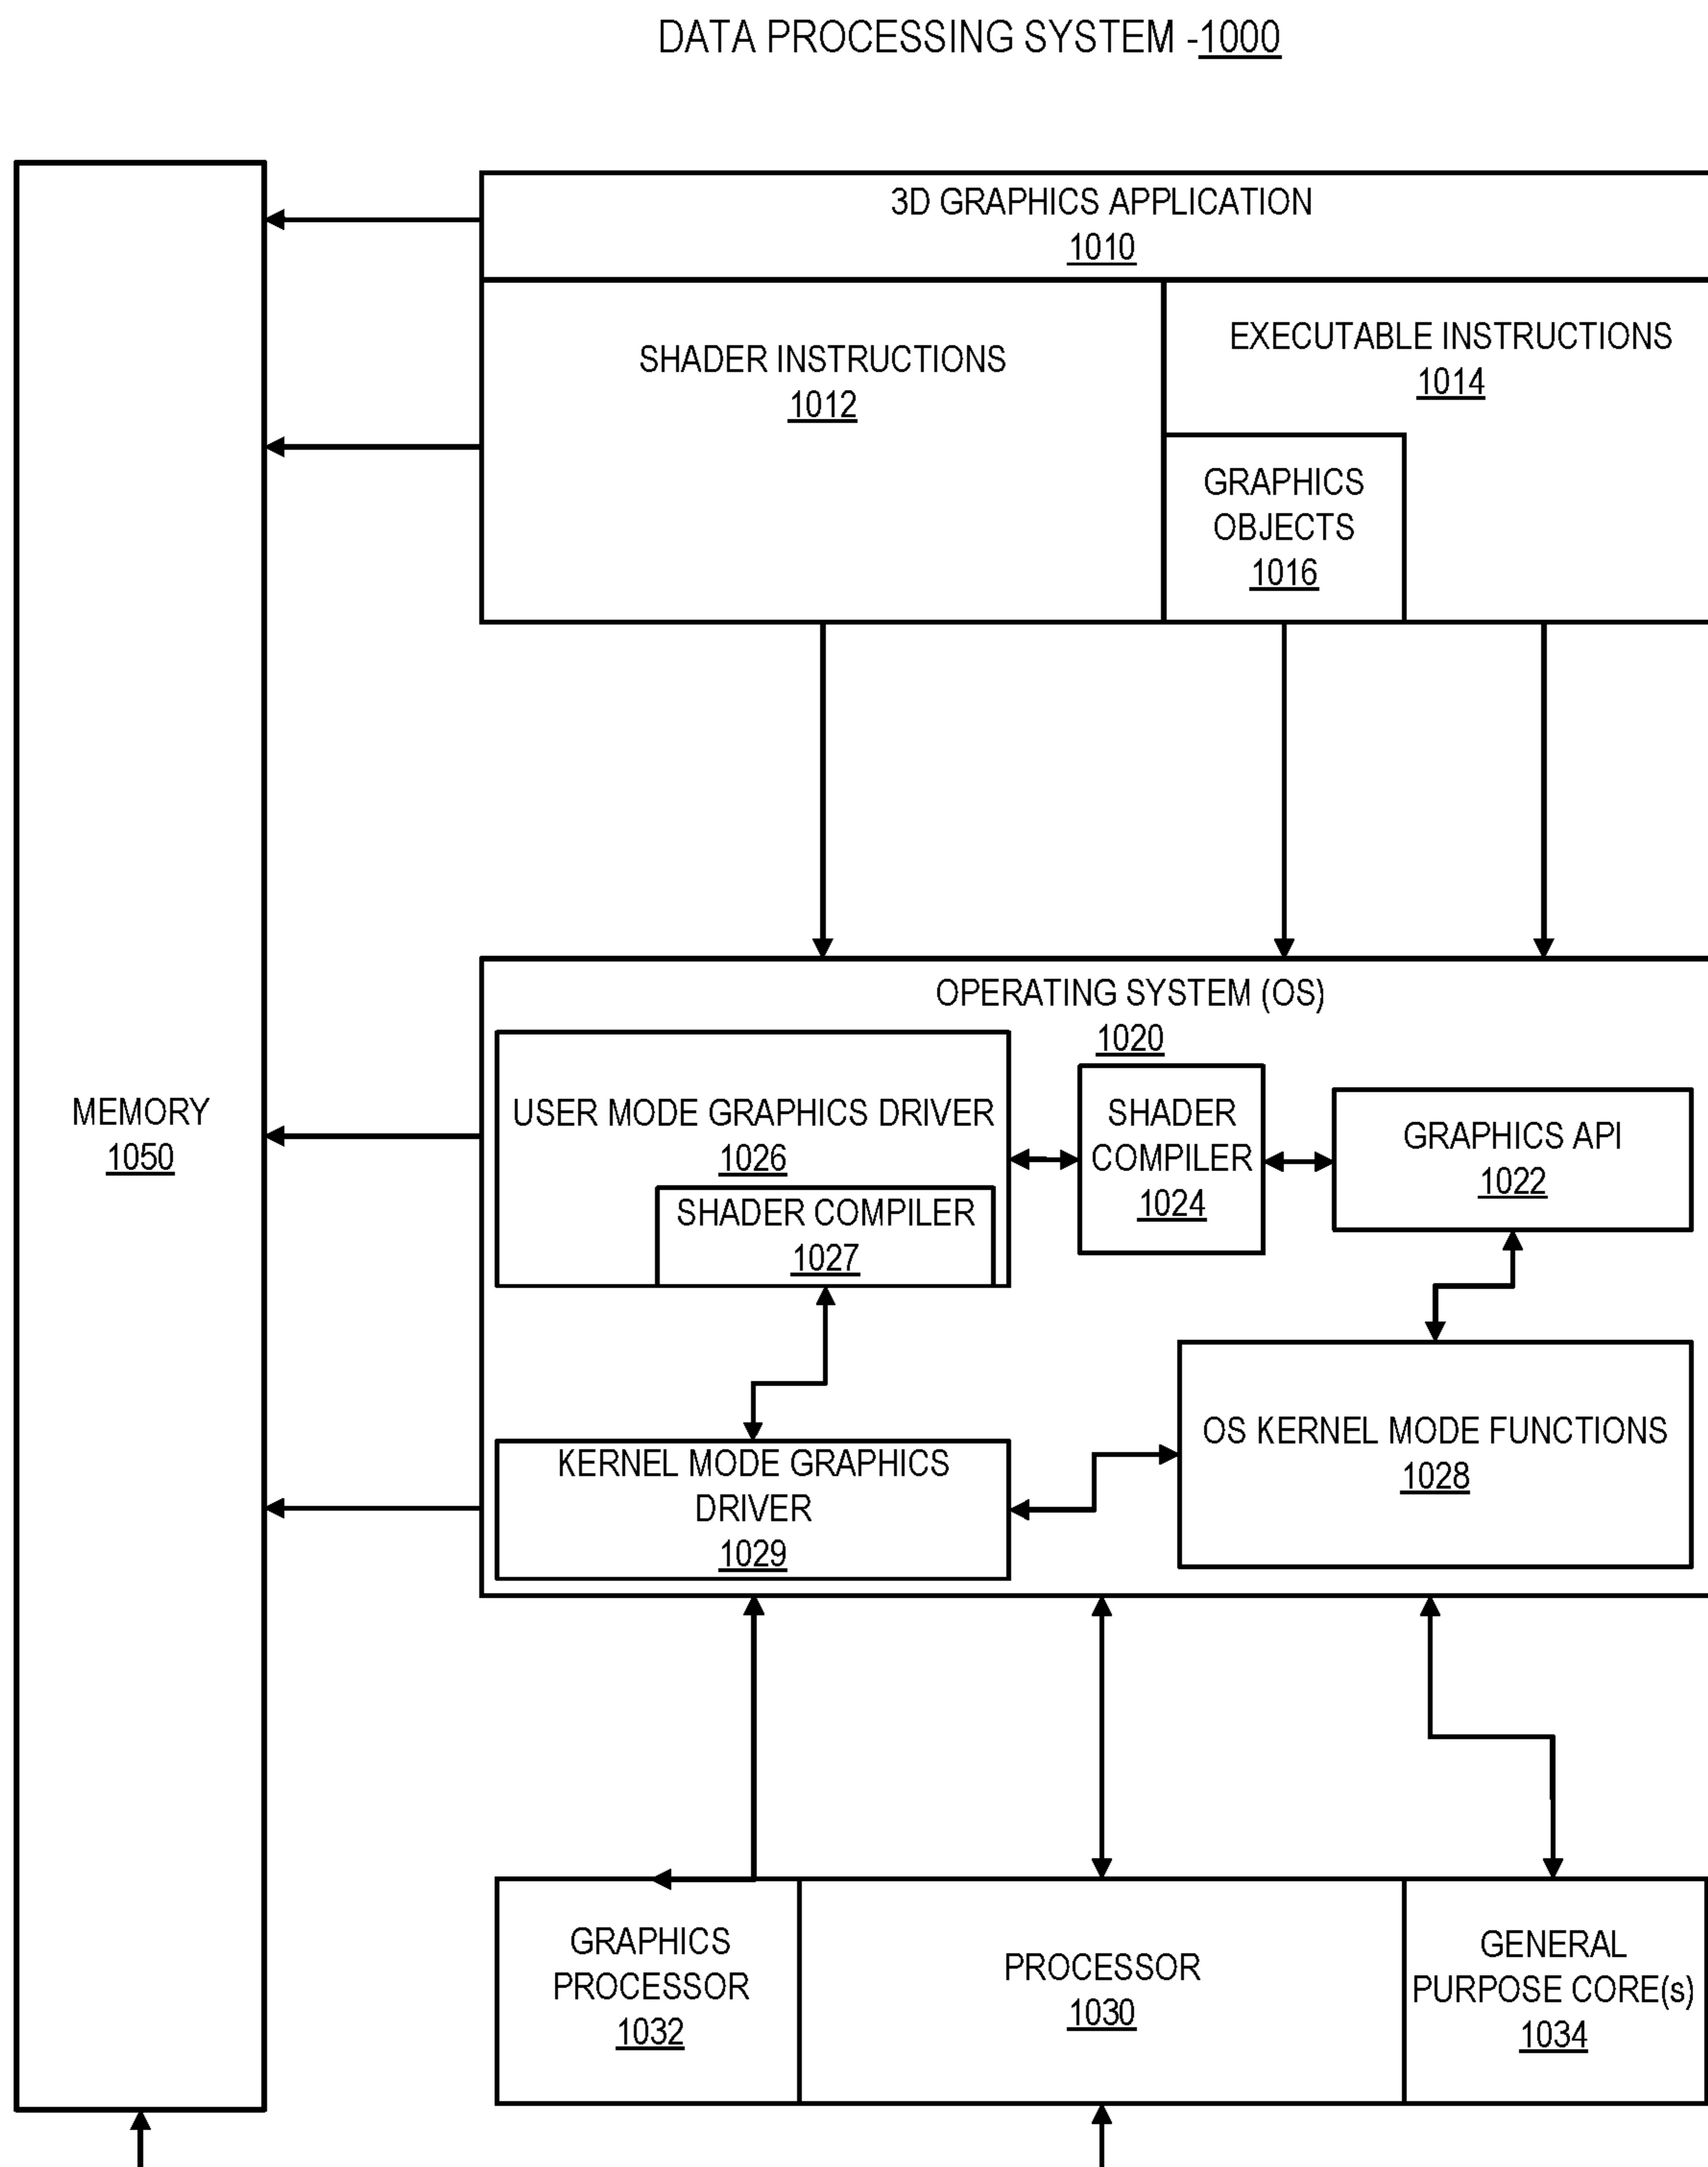 DATA PROCESSING SYSTEM -1000
3D GRAPHICS APPLICATION
1010
SHADER INSTRUCTIONS
1012
EXECUTABLE INSTRUCTIONS
1014
GRAPHICS
OBJECTS
1016
OPERATING SYSTEM (OS)
1020
MEMORY
1050
USER MODE GRAPHICS DRIVER
1026
SHADER COMPILER
1027
SHADER
COMPILER
1024
GRAPHICS API
1022
KERNEL MODE GRAPHICS
DRIVER
1029
OS KERNEL MODE FUNCTIONS
1028
GRAPHICS
PROCESSOR
1032
PROCESSOR
1030
GENERAL
PURPOSE CORE(s)
1034